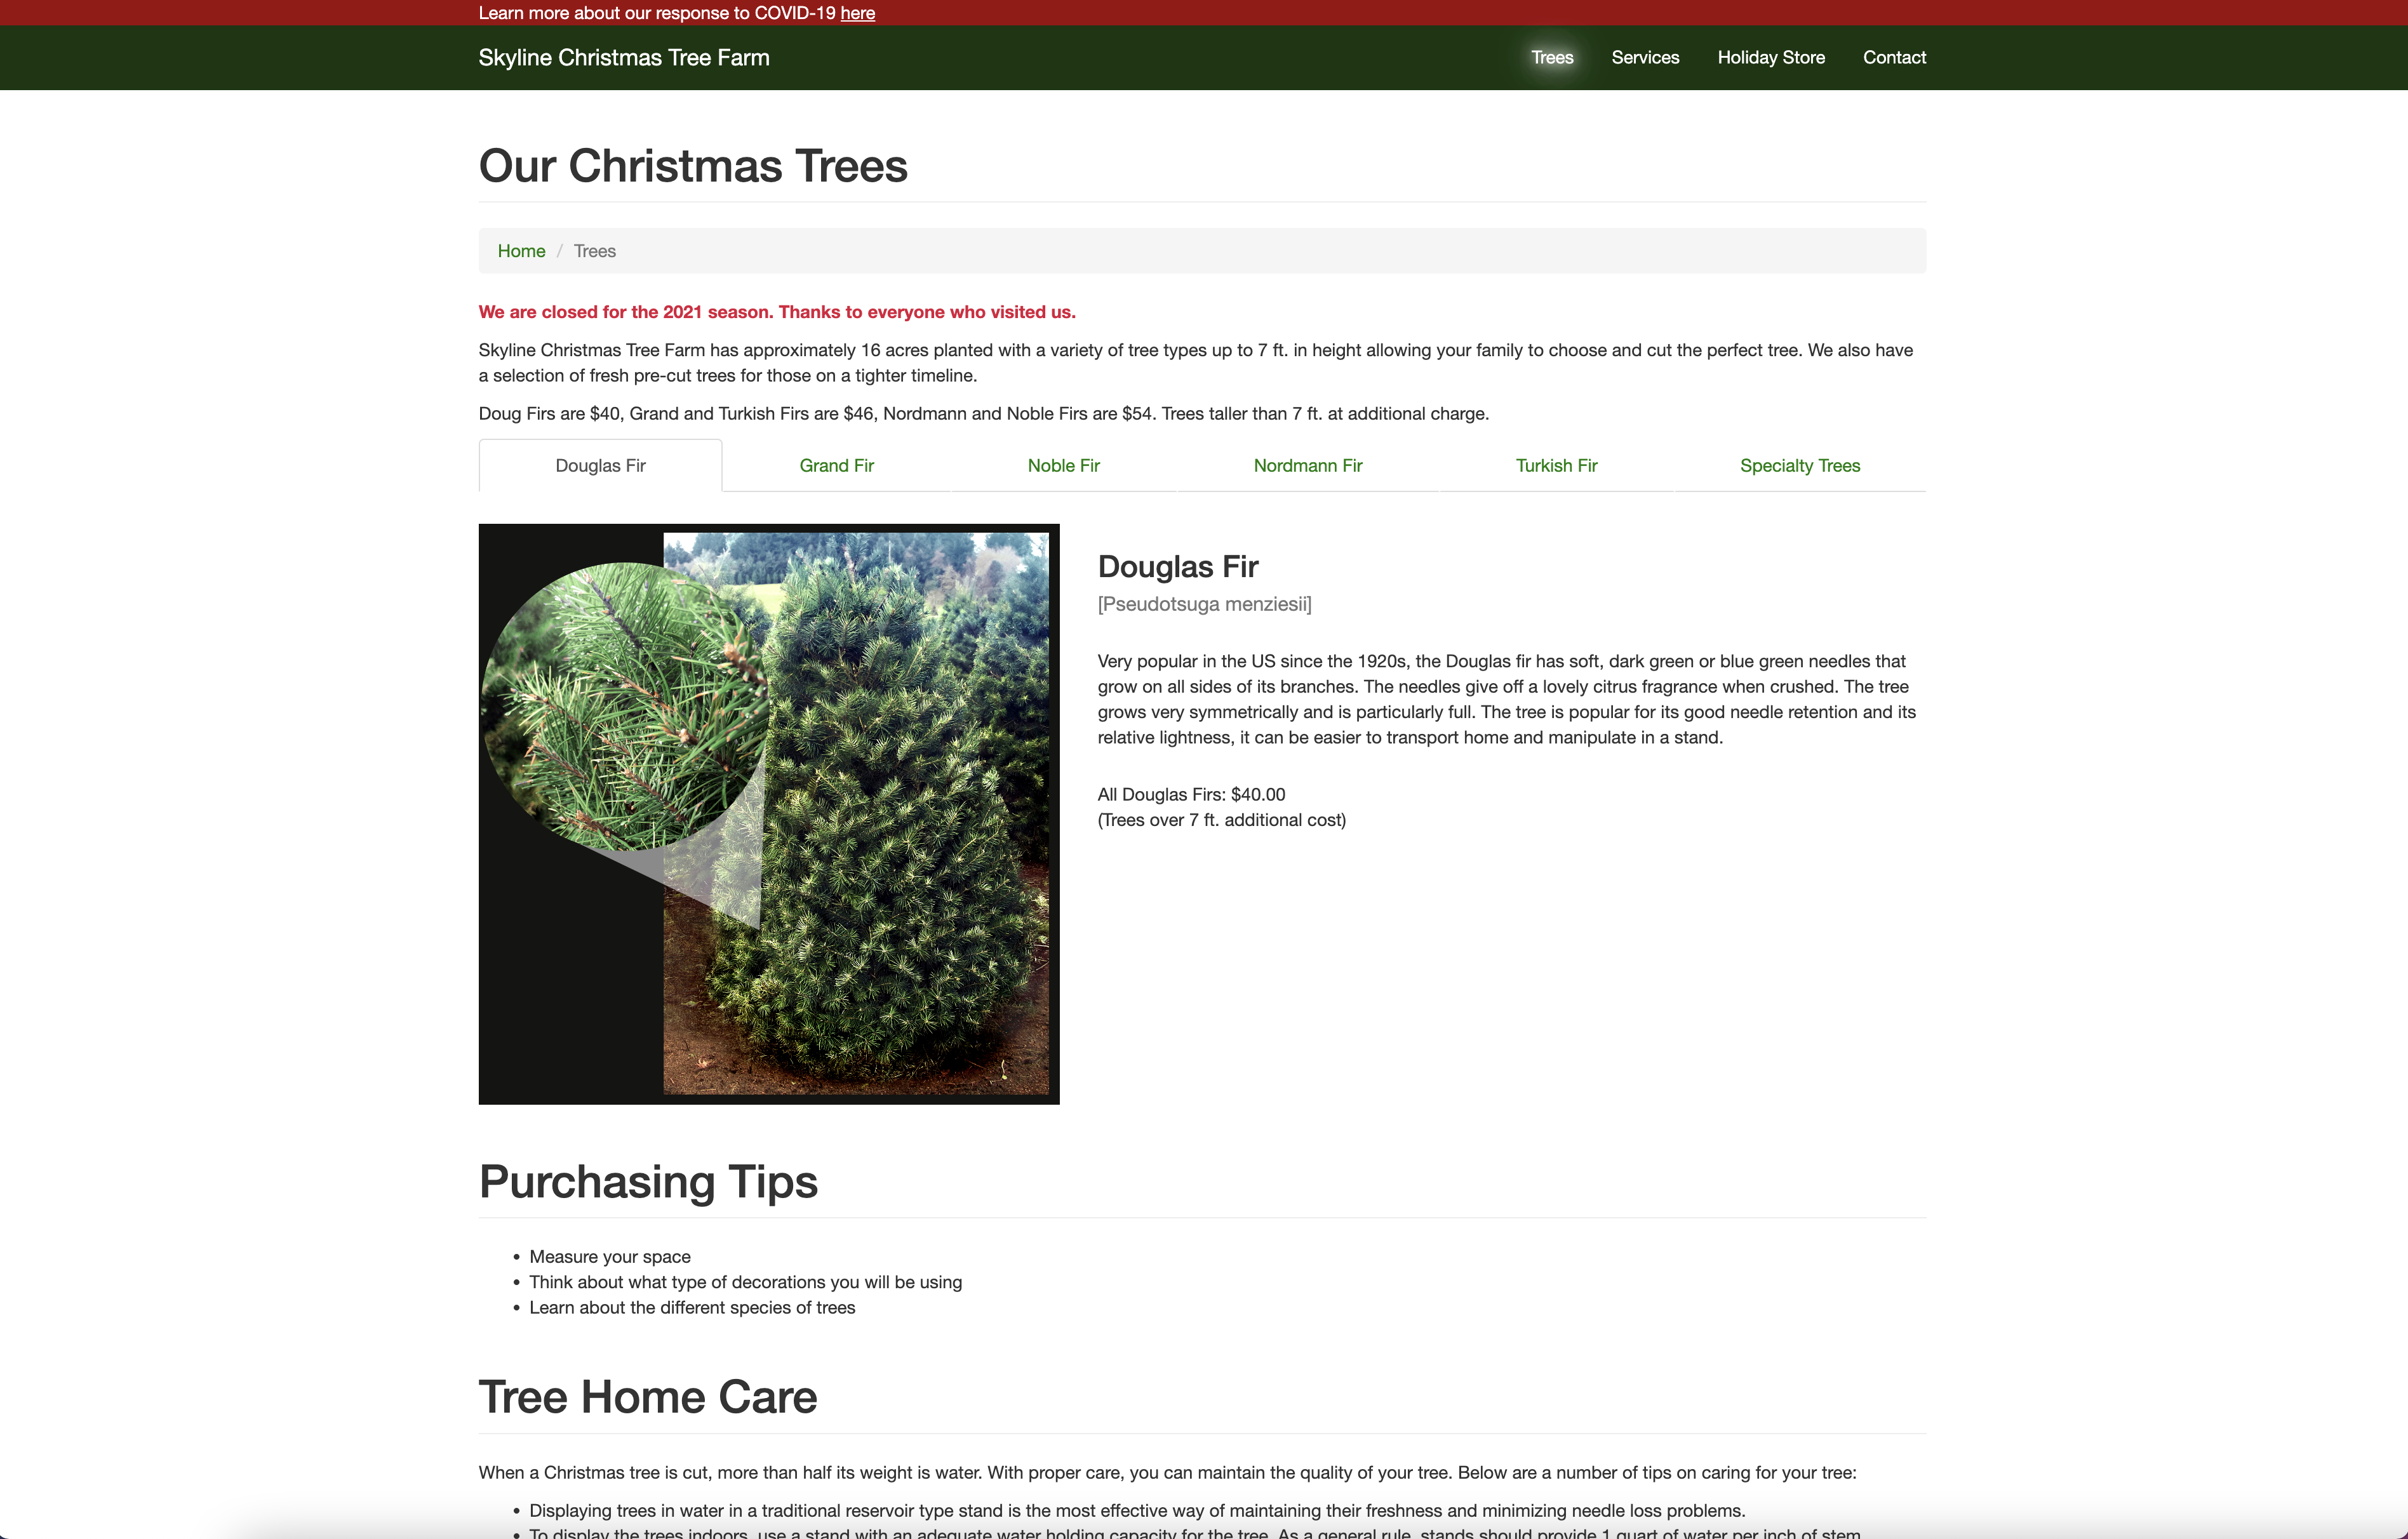 Learn more about our response to COVID-19 here
Skyline Christmas Tree Farm
Trees
Services
Holiday Store
Contact
Our Christmas Trees
Home / Trees
We are closed for the 2021 season. Thanks to everyone who visited us.
Skyline Christmas Tree Farm has approximately 16 acres planted with a variety of tree types up to 7 ft. in height allowing your family to choose and cut the perfect tree. We also have
a selection of fresh pre-cut trees for those on a tighter timeline.
Doug Firs are $40, Grand and Turkish Firs are $46, Nordmann and Noble Firs are $54. Trees taller than 7 ft. at additional charge.
Douglas Fir
Grand Fir
Noble Fir
Nordmann Fir
Turkish Fir
Specialty Trees
Douglas Fir
[Pseudotsuga menziesii]
Very popular in the US since the 1920s, the Douglas fir has soft, dark green or blue green needles that
grow on all sides of its branches. The needles give off a lovely citrus fragrance when crushed. The tree
grows very symmetrically and is particularly full. The tree is popular for its good needle retention and its
relative lightness, it can be easier to transport home and manipulate in a stand.
All Douglas Firs: $40.00
(Trees over 7 ft. additional cost)
Purchasing Tips
• Measure your space
• Think about what type of decorations you will be using
• Learn about the different species of trees
Tree Home Care
When a Christmas tree is cut, more than half its weight is water. With proper care, you can maintain the quality of your tree. Below are a number of tips on caring for your tree:
• Displaying trees in water in a traditional reservoir type stand is the most effective way of maintaining their freshness and minimizing needle loss problems.
• To display the trees indoors, use a stand with an adequate water holding capacity for the tree. As a general rule, stands should provide 1 quart of water per inch of stem